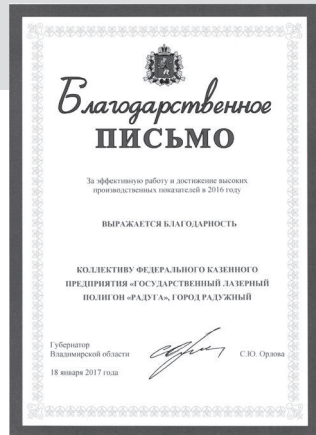 Благодарственное
ПИСЬМО
За эффективную работу и достижение высоких
производственных показателей в 2016 году
ВЫРАЖАЕТСЯ БЛАГОДАРНОСТЬ
КОЛЛЕКТИВУ ФЕДЕРАЛЬНОГО КАЗЕННОГО
ПРЕДПРИЯТИЯ «ГОСУДАРСТВЕННЫЙ ЛАЗЕРНЫЙ
ПОЛИГОН «РАДУГА», ГОРОД РАДУЖНЫЙ
Губернатор
Владимирской области
С.Ю. Орлова
18 января 2017 года